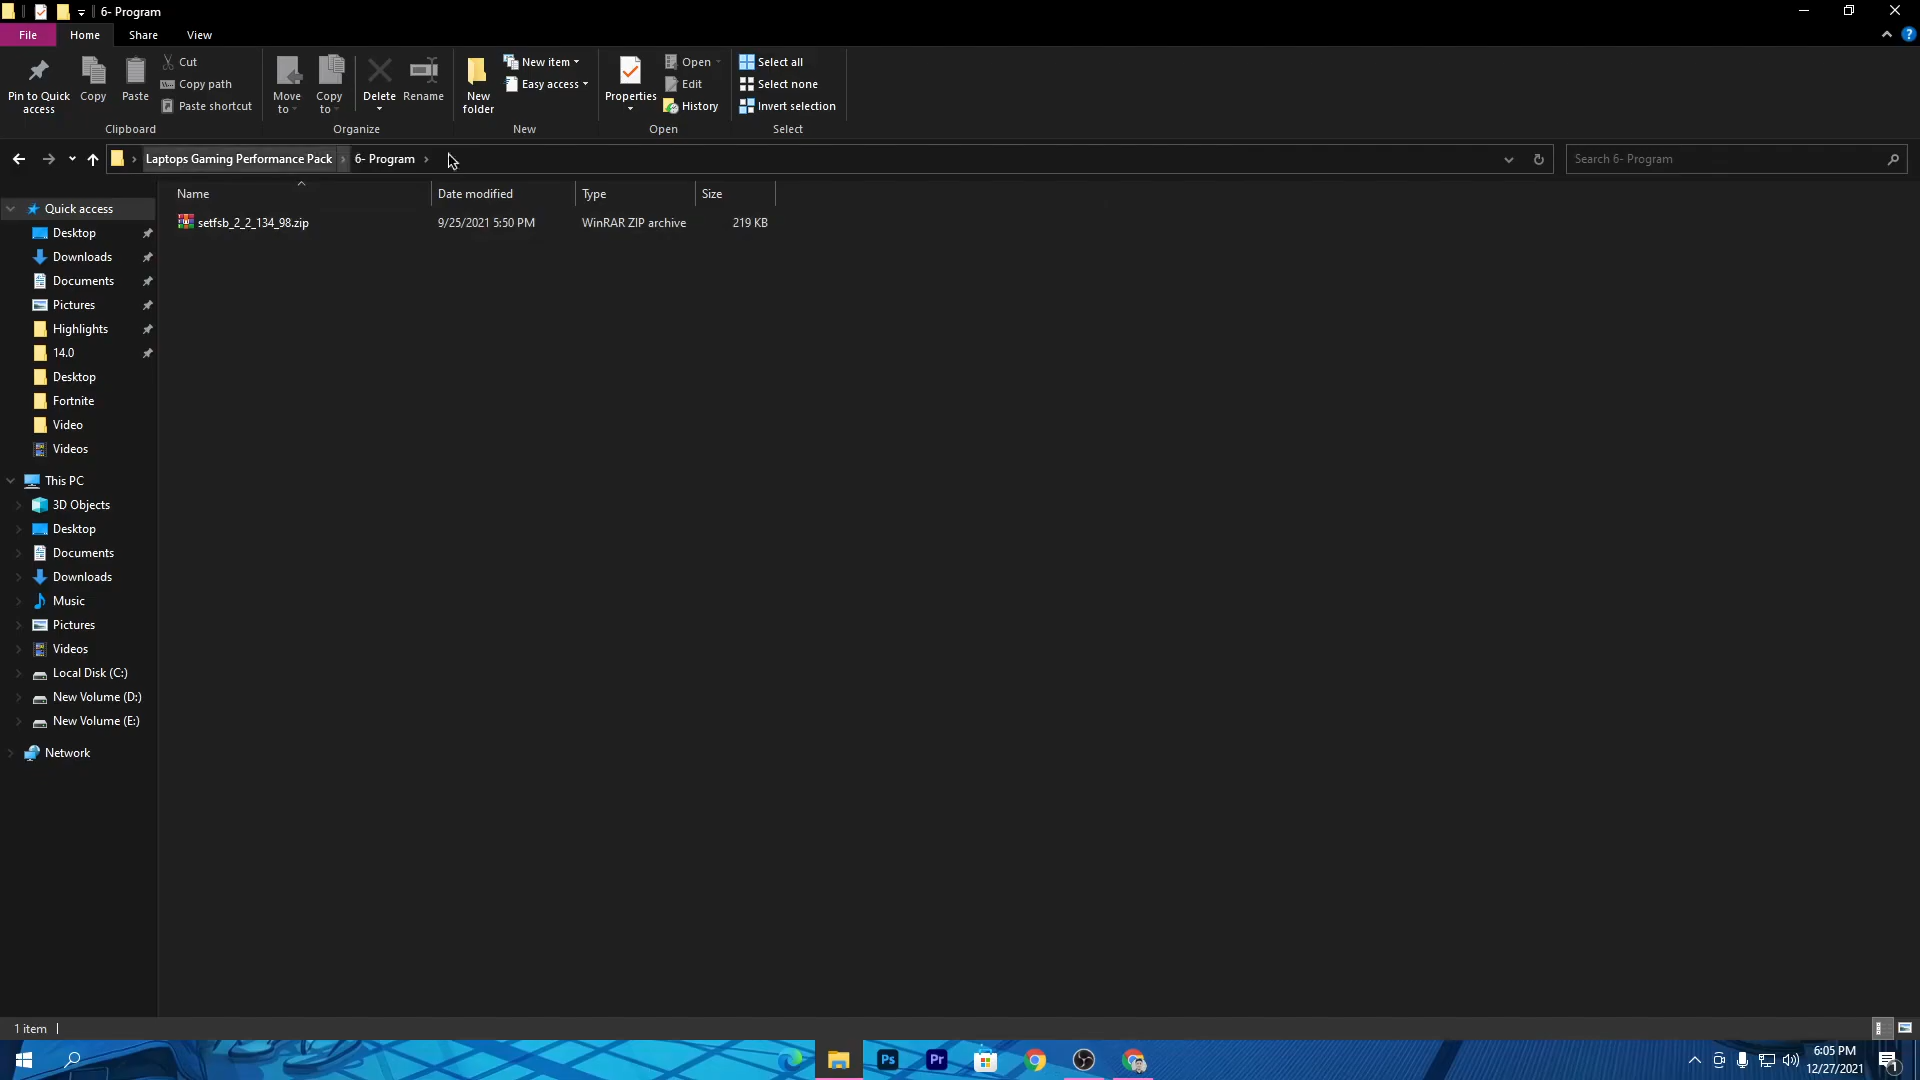 6- Program
File Home Share View
Pin to Quick access
Copy
Paste
Cut
Copy path
Paste shortcut
Clipboard
Move to
Copy to
Delete
Rename
Organize
New folder
New item
Easy access
New
Properties
Open
Edit
History
Open
Select all
Select none
Invert selection
Select
Laptops Gaming Performance Pack › 6- Program ›
Search 6- Program
Name Date modified Type Size
setfsb_2_2_134_98.zip 9/25/2021 5:50 PM WinRAR ZIP archive 219 KB
Quick access
Desktop
Downloads
Documents
Pictures
Highlights
14.0
Desktop
Fortnite
Video
Videos
This PC
3D Objects
Desktop
Documents
Downloads
Music
Pictures
Videos
Local Disk (C:)
New Volume (D:)
New Volume (E:)
Network
1 item
Ps
Pr
6:05 PM
12/27/2021
1